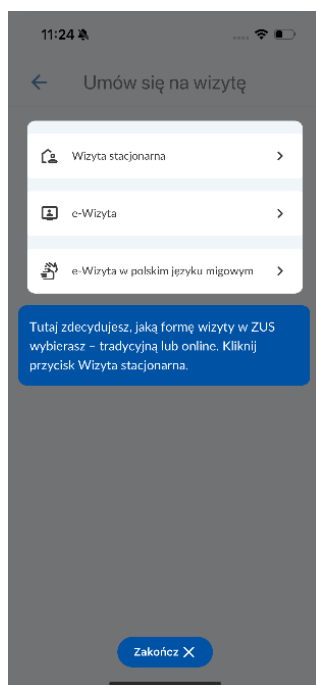 11:24
Umów się na wizytę
Wizyta stacjonarna
e-Wizyta
e-Wizyta w polskim języku migowym
Tutaj zdecydujesz, jaką formę wizyty w ZUS
wybierasz – tradycyjną lub online. Kliknij
przycisk Wizyta stacjonarna.
Zakończ